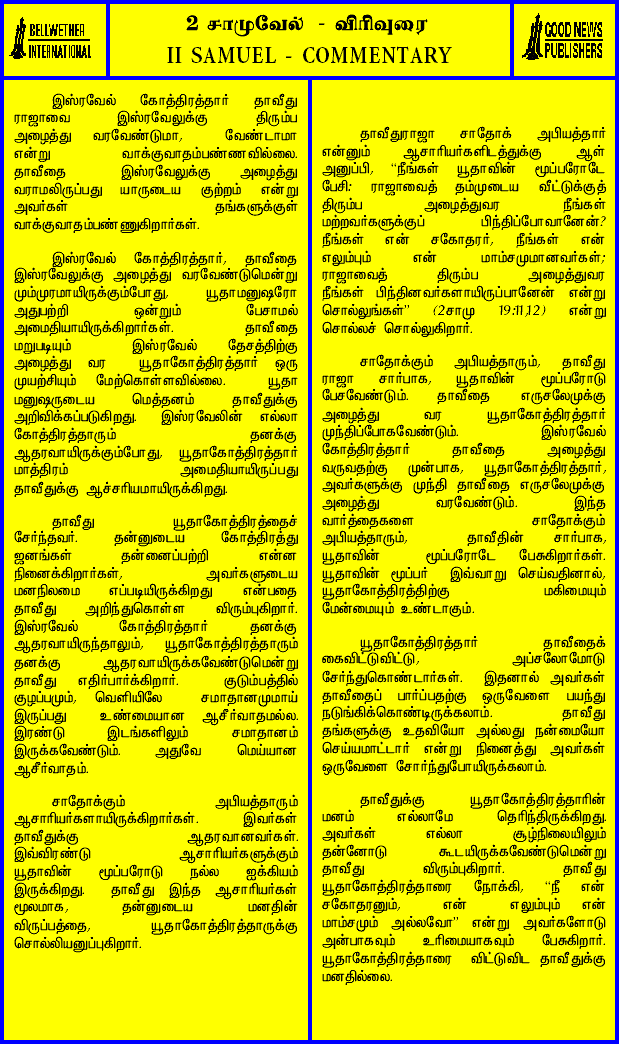 BELLWETHER
INTERNATIONAL
2 சாமுவேல் - விரிவுரை
II SAMUEL - COMMENTARY
GOOD NEWS
PUBLISHERS
இஸ்ரவேல் கோத்திரத்தார் தாவீது
ராஜாவை இஸ்ரவேலுக்கு திரும்ப
அழைத்து வரவேண்டுமா, வேண்டாமா
என்று வாக்குவாதம்பண்ணவில்லை.
தாவீதை இஸ்ரவேலுக்கு அழைத்து
வராமலிருப்பது யாருடைய குற்றம் என்று
அவர்கள் தங்களுக்குள்
வாக்குவாதம்பண்ணுகிறார்கள்.
இஸ்ரவேல் கோத்திரத்தார், தாவீதை
இஸ்ரவேலுக்கு அழைத்து வரவேண்டுமென்று
மும்முரமாயிருக்கும்போது, யூதாமனுஷரோ
அதுபற்றி ஒன்றும் பேசாமல்
அமைதியாயிருக்கிறார்கள். தாவீதை
மறுபடியும் இஸ்ரவேல் தேசத்திற்கு
அழைத்து வர யூதாகோத்திரத்தார் ஒரு
முயற்சியும் மேற்கொள்ளவில்லை. யூதா
மனுஷருடைய மெத்தனம் தாவீதுக்கு
அறிவிக்கப்படுகிறது. இஸ்ரவேலின் எல்லா
கோத்திரத்தாரும் தனக்கு
ஆதரவாயிருக்கும்போது, யூதாகோத்திரத்தார்
மாத்திரம் அமைதியாயிருப்பது
தாவீதுக்கு ஆச்சரியமாயிருக்கிறது.
தாவீது யூதாகோத்திரத்தைச்
சேர்ந்தவர். தன்னுடைய கோத்திரத்து
ஜனங்கள் தன்னைப்பற்றி என்ன
நினைக்கிறார்கள், அவர்களுடைய
மனநிலமை எப்படியிருக்கிறது என்பதை
தாவீது அறிந்துகொள்ள விரும்புகிறார்.
இஸ்ரவேல் கோத்திரத்தார் தனக்கு
ஆதரவாயிருந்தாலும், யூதாகோத்திரத்தாரும்
தனக்கு ஆதரவாயிருக்கவேண்டுமென்று
தாவீது எதிர்பார்க்கிறார். குடும்பத்தில்
குழப்பமும், வெளியிலே சமாதானமுமாய்
இருப்பது உண்மையான ஆசீர்வாதமல்ல.
இரண்டு இடங்களிலும் சமாதானம்
இருக்கவேண்டும். அதுவே மெய்யான
ஆசீர்வாதம்.
சாதோக்கும் அபியத்தாரும்
ஆசாரியர்களாயிருக்கிறார்கள். இவர்கள்
தாவீதுக்கு ஆதரவானவர்கள்.
இவ்விரண்டு ஆசாரியர்களுக்கும்
யூதாவின் மூப்பரோடு நல்ல ஐக்கியம்
இருக்கிறது. தாவீது இந்த ஆசாரியர்கள்
மூலமாக, தன்னுடைய மனதின்
விருப்பத்தை, யூதாகோத்திரத்தாருக்கு
சொல்லியனுப்புகிறார்.
தாவீதுராஜா சாதோக் அபியத்தார்
என்னும் ஆசாரியர்களிடத்துக்கு ஆள்
அனுப்பி, "நீங்கள் யூதாவின் மூப்பரோடே
பேசி: ராஜாவைத் தம்முடைய வீட்டுக்குத்
திரும்ப அழைத்துவர நீங்கள்
மற்றவர்களுக்குப் பிந்திப்போவானேன்?
நீங்கள் என் சகோதரர், நீங்கள் என்
எலும்பும் என் மாம்சமுமானவர்கள்;
ராஜாவைத் திரும்ப அழைத்துவர
நீங்கள் பிந்தினவர்களாயிருப்பானேன் என்று
சொல்லுங்கள்" (2சாமு 19:11,12) என்று
சொல்லச் சொல்லுகிறார்.
சாதோக்கும் அபியத்தாரும், தாவீது
ராஜா சார்பாக, யூதாவின் மூப்பரோடு
பேசவேண்டும். தாவீதை எருசலேமுக்கு
அழைத்து வர யூதாகோத்திரத்தார்
முந்திப்போகவேண்டும். இஸ்ரவேல்
கோத்திரத்தார் தாவீதை அழைத்து
வருவதற்கு முன்பாக, யூதாகோத்திரத்தார்,
அவர்களுக்கு முந்தி தாவீதை எருசலேமுக்கு
அழைத்து வரவேண்டும். இந்த
வார்த்தைகளை சாதோக்கும்
அபியத்தாரும், தாவீதின் சார்பாக,
யூதாவின் மூப்பரோடே பேசுகிறார்கள்.
யூதாவின் மூப்பர் இவ்வாறு செய்வதினால்,
யூதாகோத்திரத்திற்கு மகிமையும்
மேன்மையும் உண்டாகும்.
யூதாகோத்திரத்தார் தாவீதைக்
கைவிட்டுவிட்டு, அப்சலோமோடு
சேர்ந்துகொண்டார்கள். இதனால் அவர்கள்
தாவீதைப் பார்ப்பதற்கு ஒருவேளை பயந்து
நடுங்கிக்கொண்டிருக்கலாம். தாவீது
தங்களுக்கு உதவியோ அல்லது நன்மையோ
செய்யமாட்டார் என்று நினைத்து அவர்கள்
ஒருவேளை சோர்ந்துபோயிருக்கலாம்.
தாவீதுக்கு யூதாகோத்திரத்தாரின்
மனம் எல்லாமே தெரிந்திருக்கிறது.
அவர்கள் எல்லா சூழ்நிலையிலும்
தன்னோடு கூடயிருக்கவேண்டுமென்று
தாவீது விரும்புகிறார். தாவீது
யூதாகோத்திரத்தாரை நோக்கி, "நீ என்
சகோதரனும், என் எலும்பும் என்
மாம்சமும் அல்லவோ" என்று அவர்களோடு
அன்பாகவும் உரிமையாகவும் பேசுகிறார்.
யூதாகோத்திரத்தாரை விட்டுவிட தாவீதுக்கு
மனதில்லை.